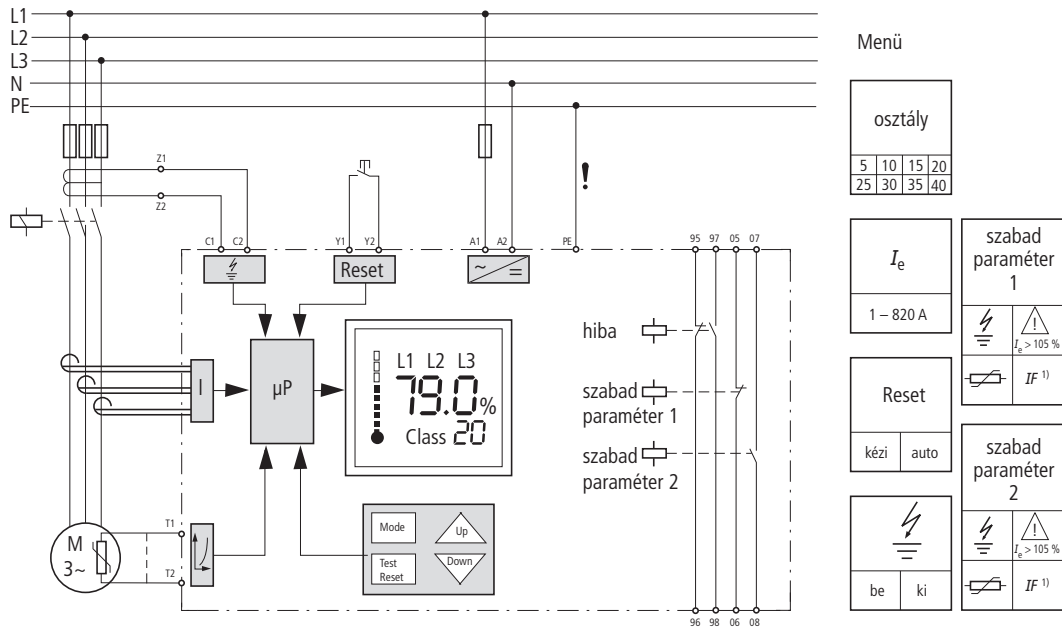 L1
L2
L3
N
PE
Z1
Z2
C1 C2
Y1 Y2
Reset
A1 A2
~ =
PE
!
95 97 05 07
hiba
szabad
paraméter 1
szabad
paraméter 2
96 98 06 08
I
µP
L1 L2 L3
79.0%
Class 20
Mode
Up
Test
Reset
Down
M
3~
T1
T2
Menü
osztály
5 10 15 20
25 30 35 40
Ie
1 – 820 A
Reset
kézi auto
be ki
szabad
paraméter
1
!
Ie > 105 %
IF 1)
szabad
paraméter
2
!
Ie > 105 %
IF 1)